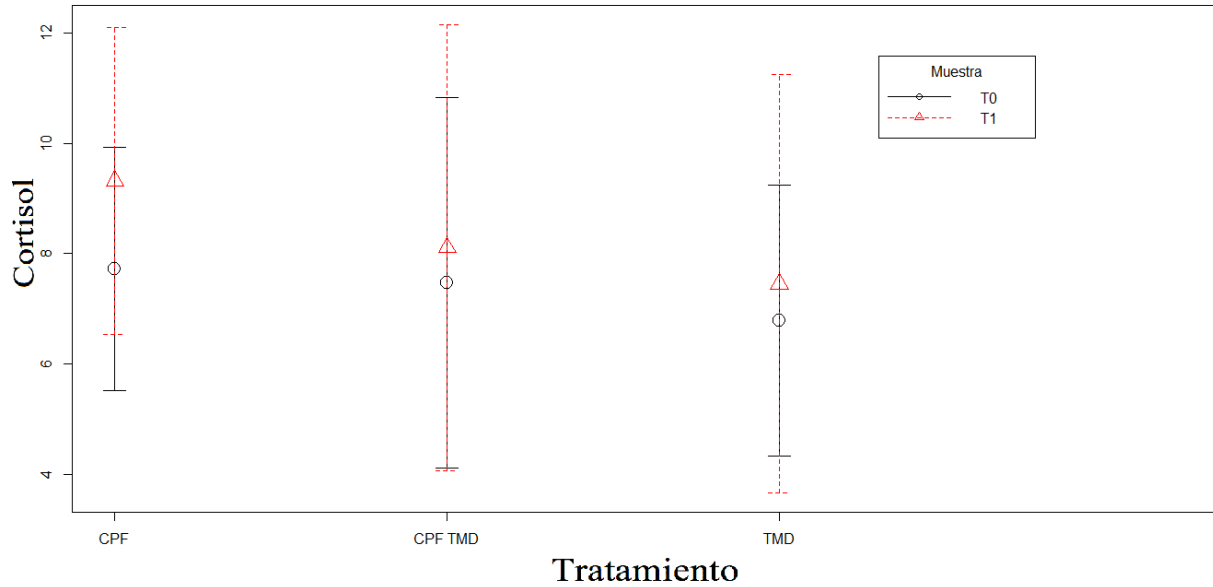 12
10
8
6
4
Cortisol
Muestra
T0
T1
CPF
CPF TMD
TMD
Tratamiento